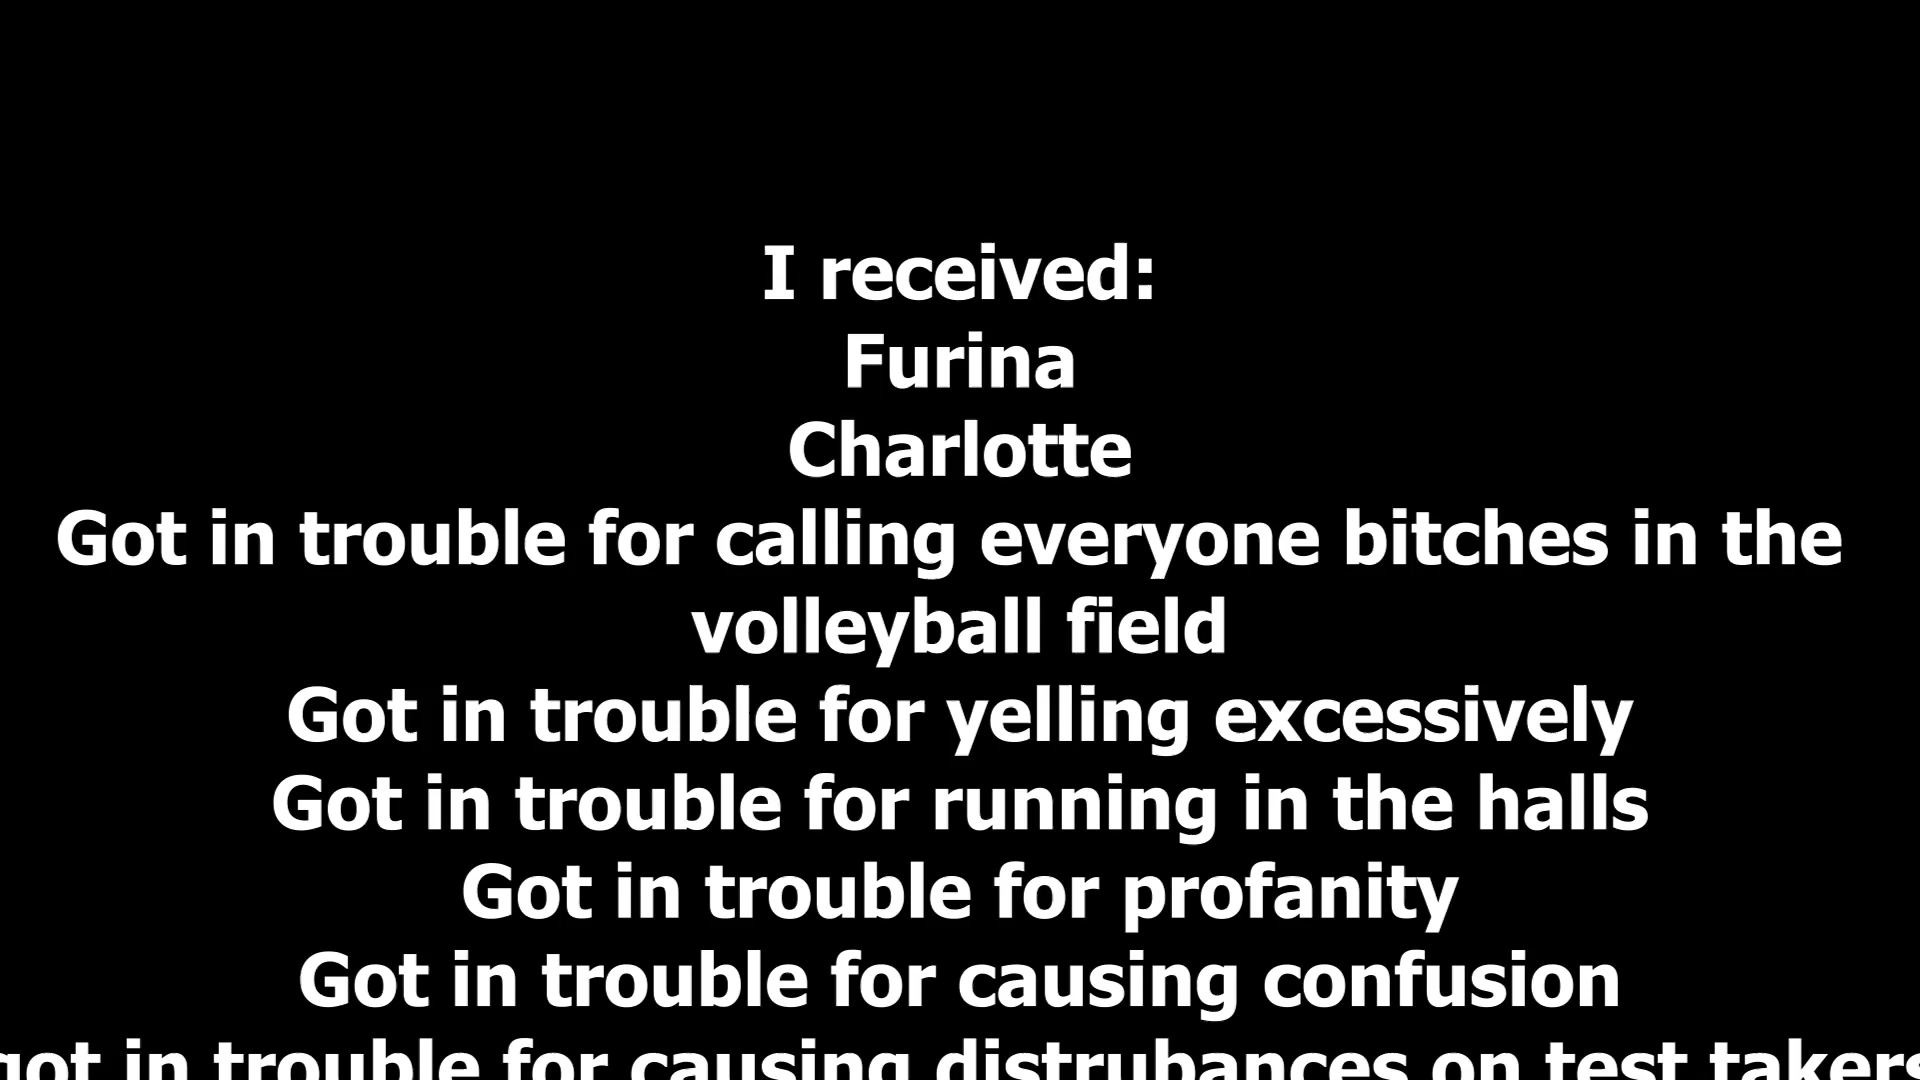 I received:
Furina
Charlotte
Got in trouble for calling everyone bitches in the
volleyball field
Got in trouble for yelling excessively
Got in trouble for running in the halls
Got in trouble for profanity
Got in trouble for causing confusion
got in trouble for causing distrubances on test takers